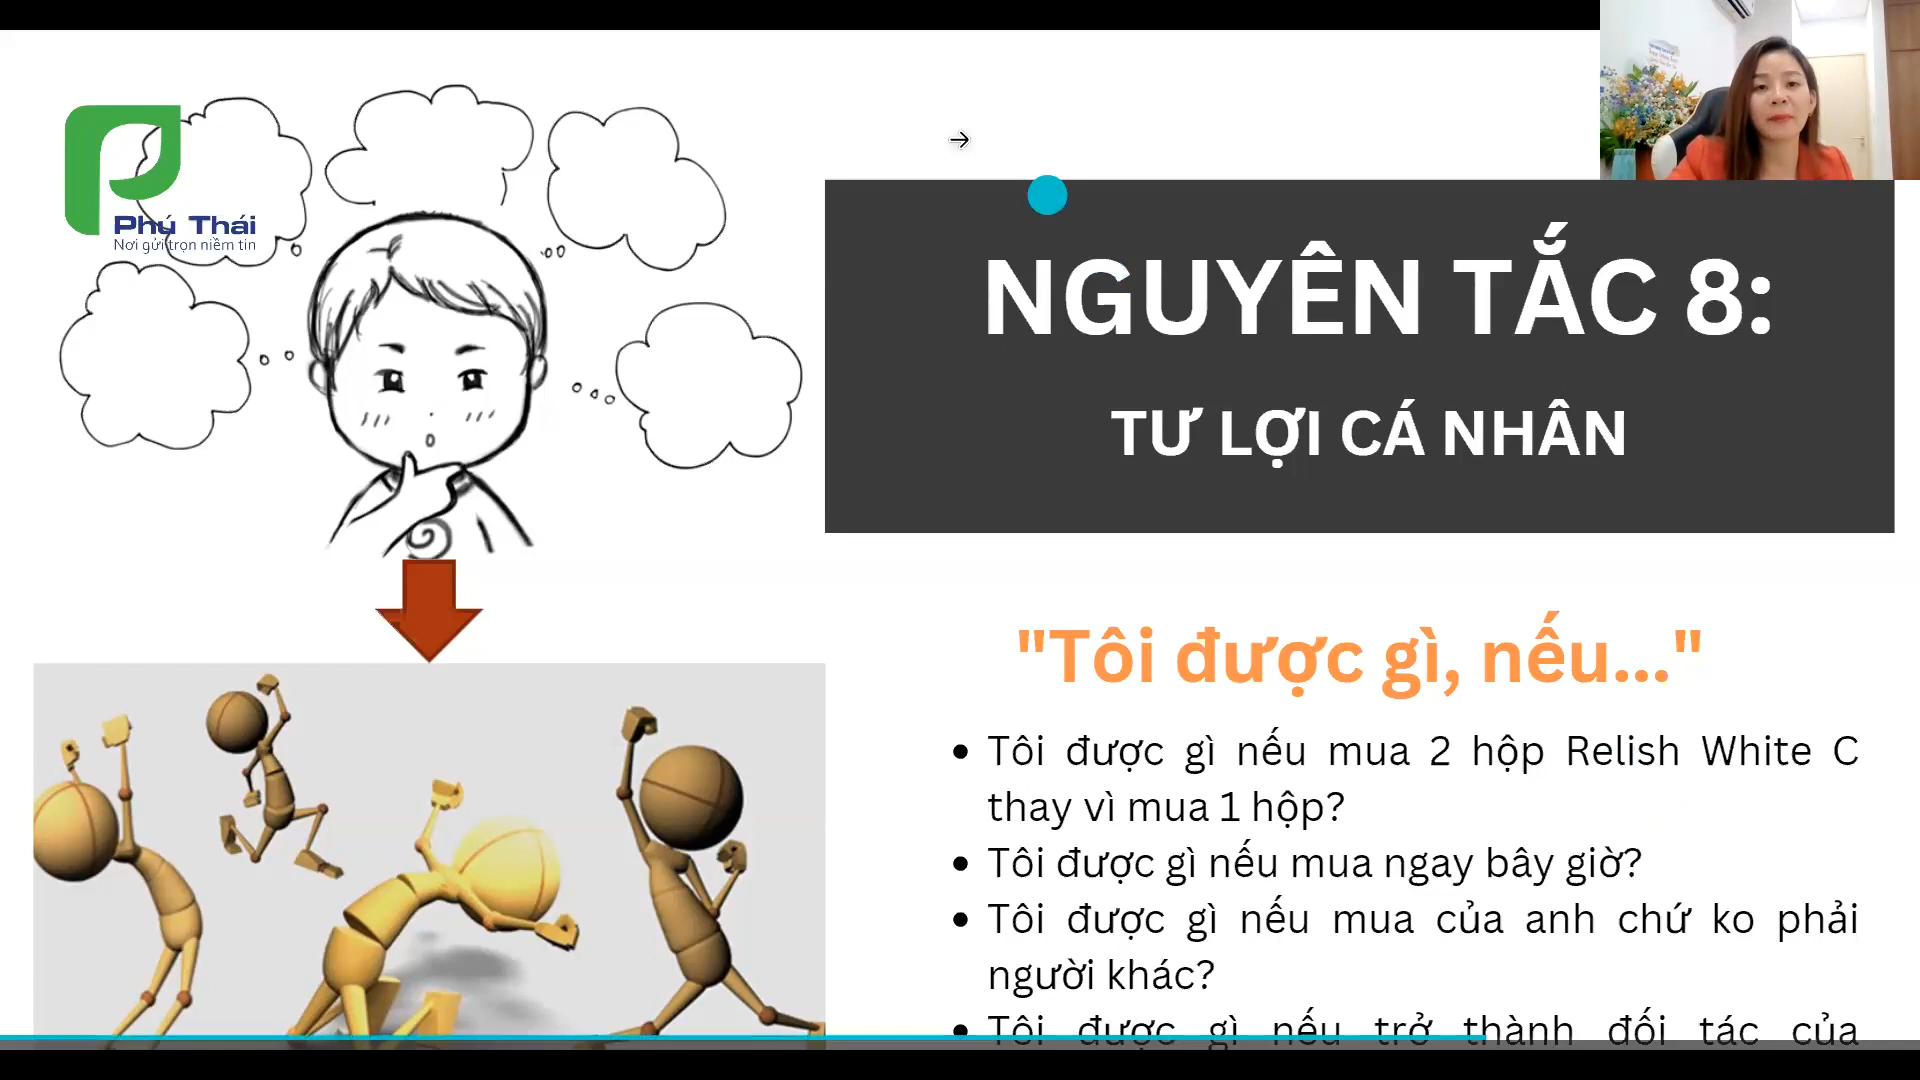 Phú Thái
Nơi gửi trọn niềm tin
NGUYÊN TẮC 8:
TƯ LỢI CÁ NHÂN
"Tôi được gì, nếu..."
Tôi được gì nếu mua 2 hộp Relish White C
thay vì mua 1 hộp?
Tôi được gì nếu mua ngay bây giờ?
Tôi được gì nếu mua của anh chứ ko phải
người khác?
Tôi được gì nếu trở thành đối tác của